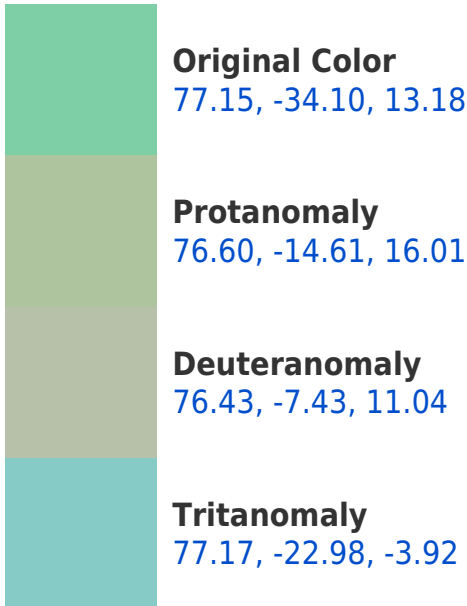 Original Color
77.15, -34.10, 13.18
Protanomaly
76.60, -14.61, 16.01
Deuteranomaly
76.43, -7.43, 11.04
Tritanomaly
77.17, -22.98, -3.92